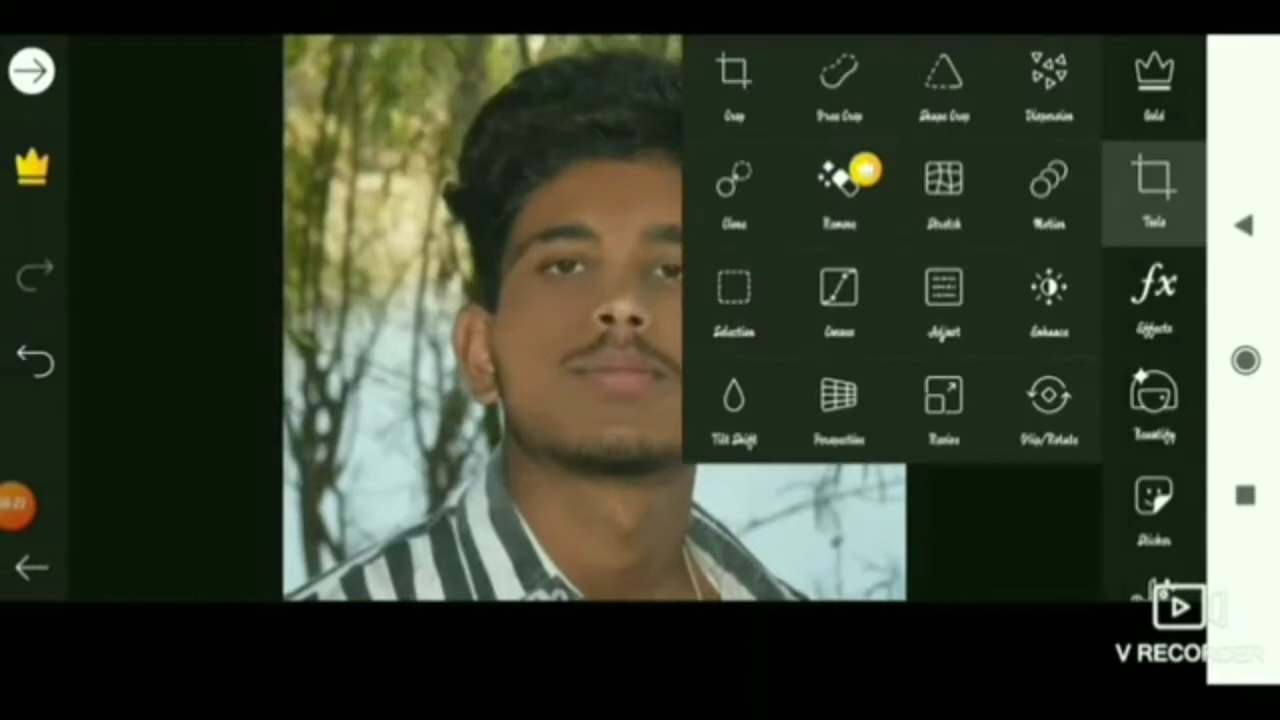 Crop
Free Crop
Shape Crop
Dispersion
Gold
Clone
Remove
Stretch
Motion
Tools
Selection
Curves
Adjust
Enhance
Effects
Tilt Shift
Perspective
Resize
Flip/Rotate
Beautify
Sticker
V RECORDER